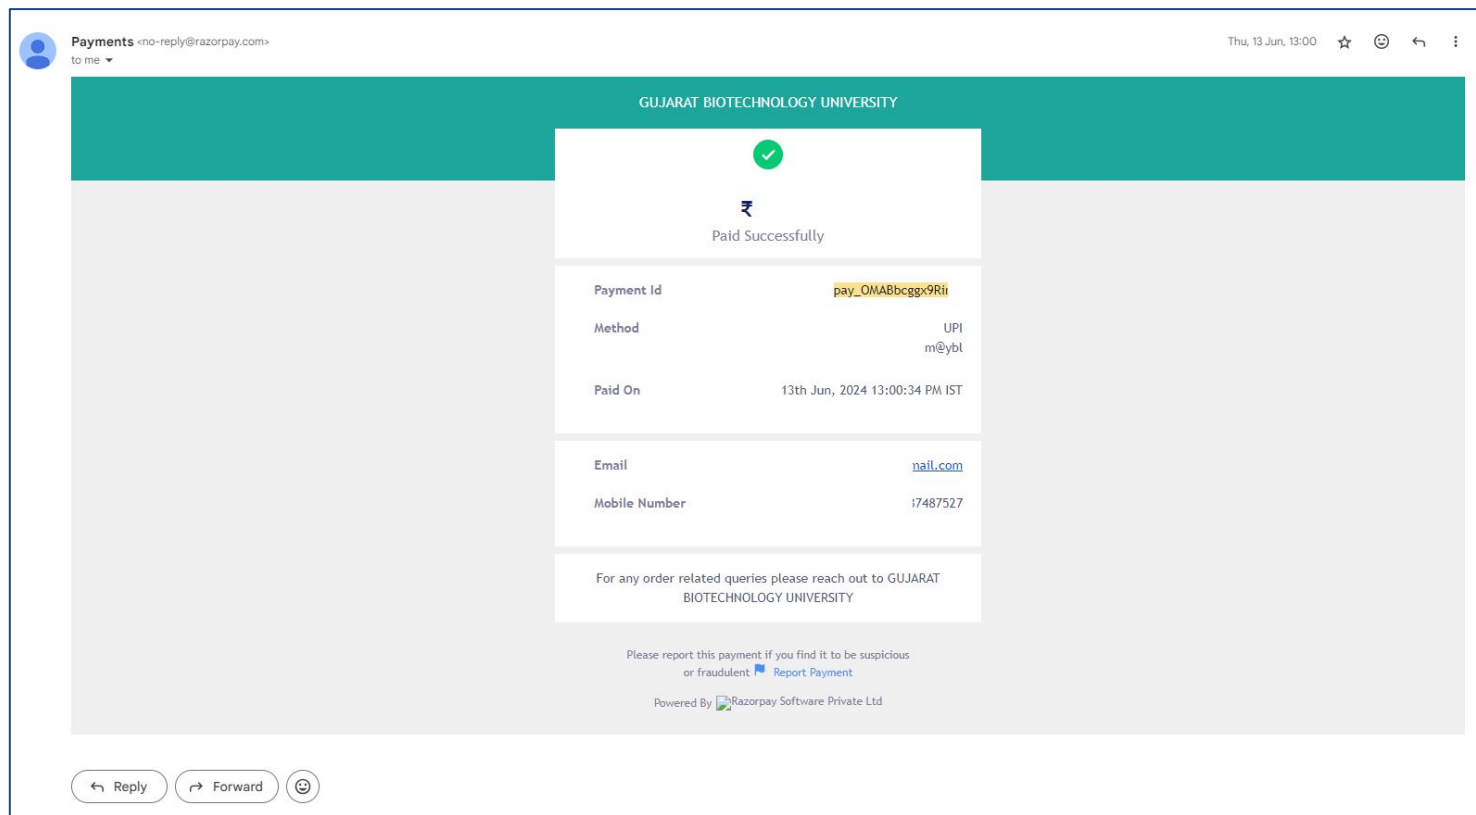 Payments <no-reply@razorpay.com>
Thu, 13 Jun, 13:00
to me
GUJARAT BIOTECHNOLOGY UNIVERSITY
₹
Paid Successfully
Payment Id pay_OMABbcggx9Rir
Method UPI
m@ybl
Paid On 13th Jun, 2024 13:00:34 PM IST
Email mail.com
Mobile Number 37487527
For any order related queries please reach out to GUJARAT
BIOTECHNOLOGY UNIVERSITY
Please report this payment if you find it to be suspicious
or fraudulent Report Payment
Powered By Razorpay Software Private Ltd
Reply Forward